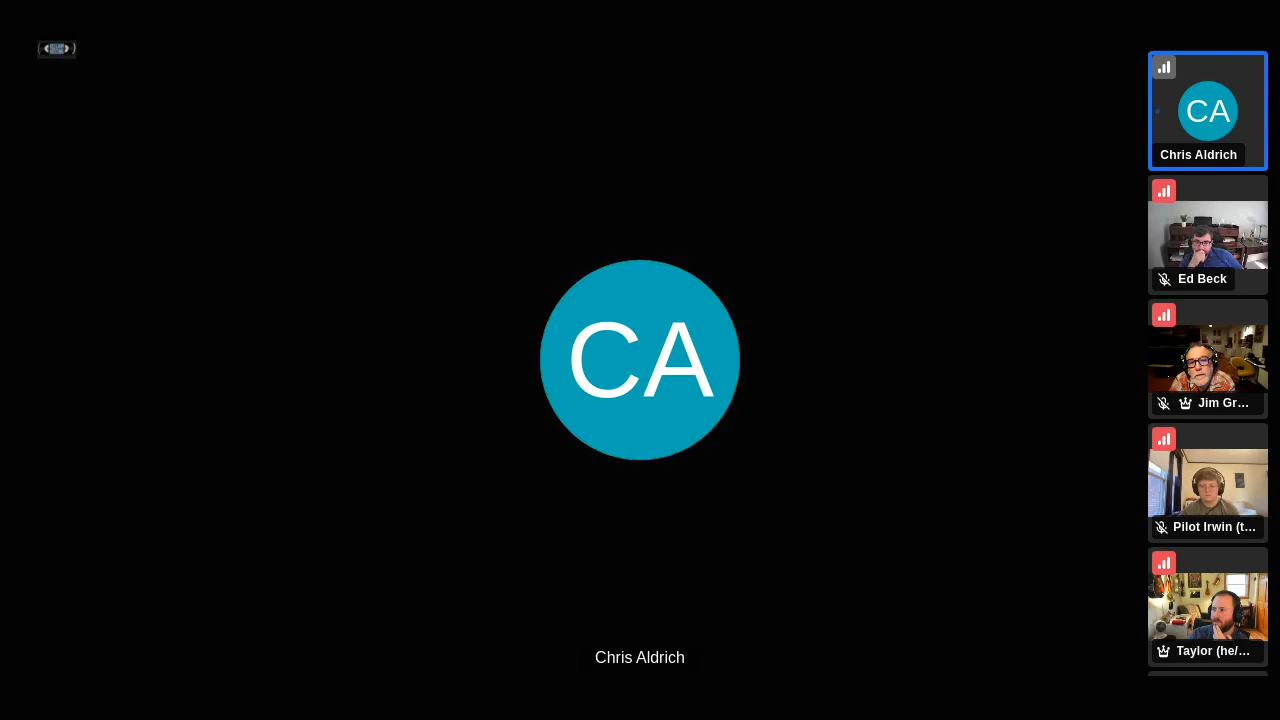 CA
Chris Aldrich
CA
Chris Aldrich
Ed Beck
Jim Gr...
Pilot Irwin (t...
Taylor (he/...